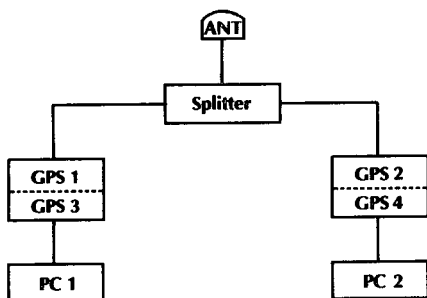 ANT
Splitter
GPS 1
GPS 3
GPS 2
GPS 4
PC 1
PC 2